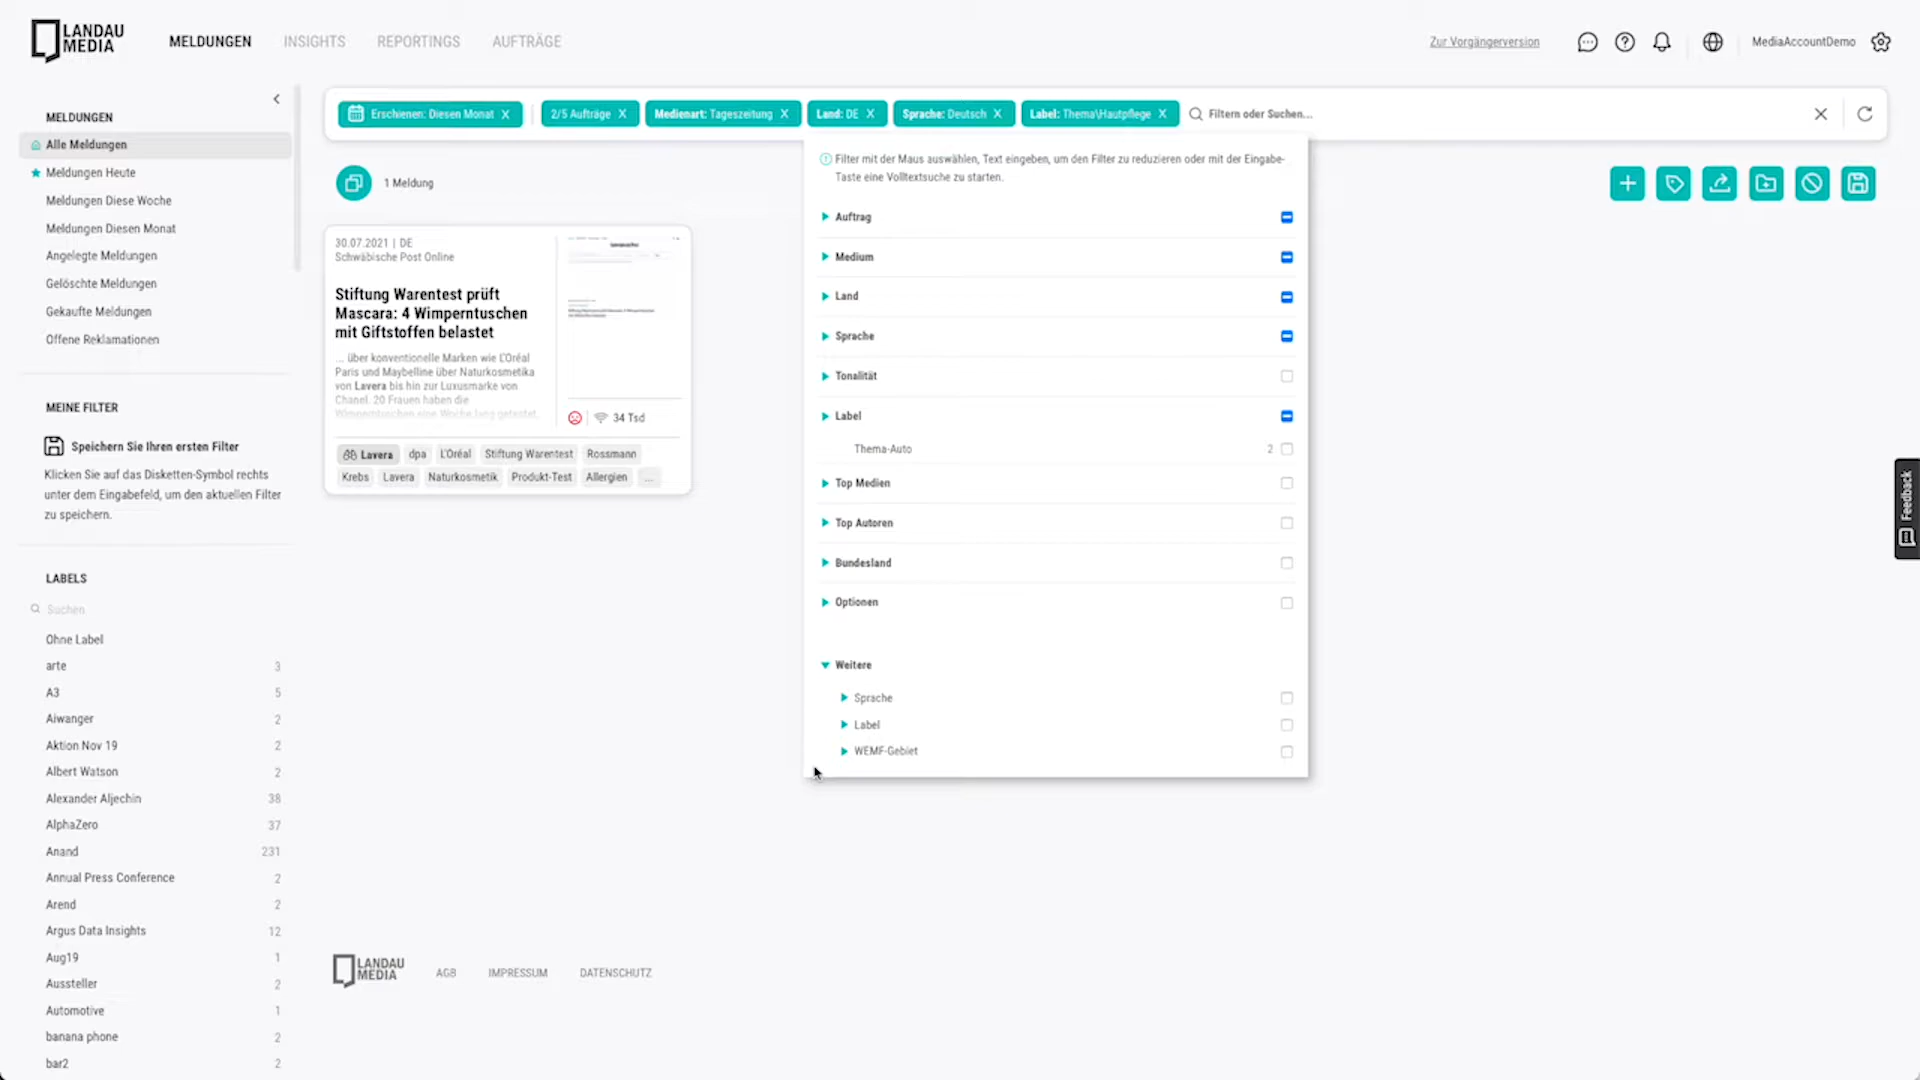 LANDAU
MEDIA
MELDUNGEN
INSIGHTS
REPORTINGS
AUFTRÄGE
Zur Vorgängerversion
MediaAccountDemo
MELDUNGEN
Alle Meldungen
Meldungen Heute
Meldungen Diese Woche
Meldungen Diesen Monat
Angelegte Meldungen
Gelöschte Meldungen
Gekaufte Meldungen
Offene Reklamationen
MEINE FILTER
Speichern Sie Ihren ersten Filter
Klicken Sie auf das Disketten-Symbol rechts
unter dem Eingabefeld, um den aktuellen Filter
zu speichern.
LABELS
Suchen
Ohne Label
arte 3
A3 5
Aiwanger 2
Aktion Nov 19 2
Albert Watson 2
Alexander Aljechin 38
AlphaZero 37
Anand 231
Annual Press Conference 2
Arend 2
Argus Data Insights 12
Aug19 1
Aussteller 2
Automotive 1
banana phone 2
bar2 2
Erschienen: Diesen Monat X
2/5 Aufträge X
Medienart: Tageszeitung X
Land: DE X
Sprache: Deutsch X
Label: Thema\Hautpflege X
Filtern oder Suchen...
1 Meldung
30.07.2021 | DE
Schwäbische Post Online
Stiftung Warentest prüft
Mascara: 4 Wimperntuschen
mit Giftstoffen belastet
... über konventionelle Marken wie L'Oréal
Paris und Maybelline über Naturkosmetika
von Lavera bis hin zur Luxusmarke von
Chanel. 20 Frauen haben die
Wimperntuschen eine Woche lang getestet,
34 Tsd
Lavera dpa L'Oréal Stiftung Warentest Rossmann
Krebs Lavera Naturkosmetik Produkt-Test Allergien ...
Filter mit der Maus auswählen, Text eingeben, um den Filter zu reduzieren oder mit der Eingabe-
Taste eine Volltextsuche zu starten.
Auftrag
Medium
Land
Sprache
Tonalität
Label
Thema-Auto 2
Top Medien
Top Autoren
Bundesland
Optionen
Weitere
Sprache
Label
WEMF-Gebiet
Feedback
LANDAU
MEDIA
AGB
IMPRESSUM
DATENSCHUTZ